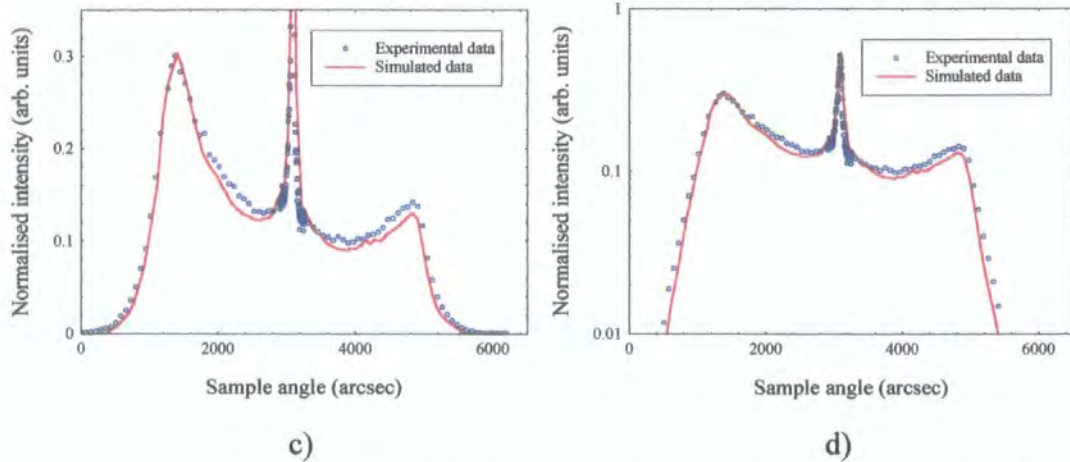 0.3
0.2
0.1
0
Normalised intensity (arb. units)
Experimental data
Simulated data
0
2000
4000
6000
Sample angle (arcsec)
c)
1
0.1
0.01
Normalised intensity (arb. units)
Experimental data
Simulated data
0
2000
4000
6000
Sample angle (arcsec)
d)